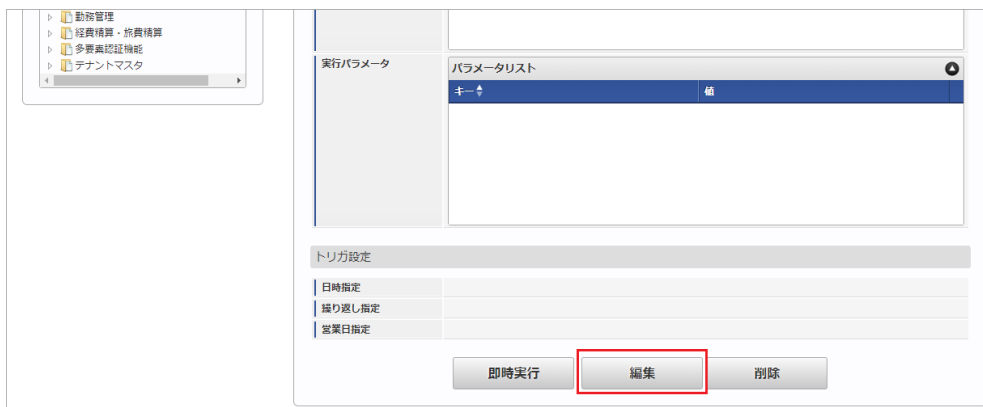 勤務管理
経費精算・旅費精算
多要素認証機能
テナントマスタ
実行パラメータ
パラメータリスト
キー 値
トリガ設定
日時指定
繰り返し指定
営業日指定
即時実行 編集 削除